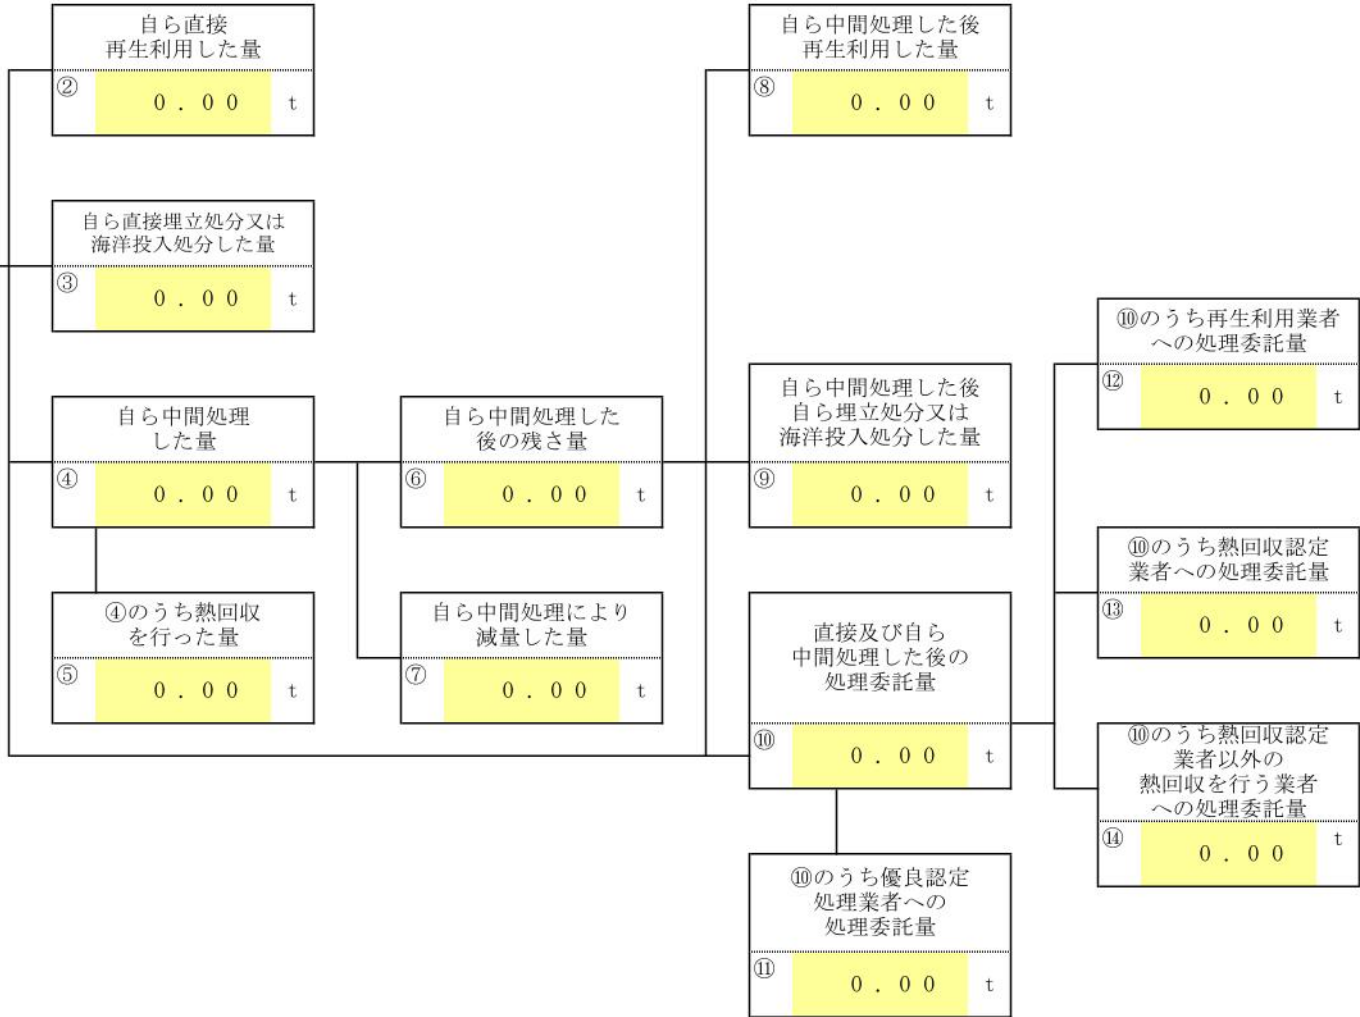 自ら直接
再生利用した量
② 0.00 t
自ら中間処理した後
再生利用した量
⑧ 0.00 t
自ら直接埋立処分又は
海洋投入処分した量
③ 0.00 t
⑩のうち再生利用業者
への処理委託量
⑫ 0.00 t
自ら中間処理
した量
④ 0.00 t
自ら中間処理した
後の残さ量
⑥ 0.00 t
自ら中間処理した後
自ら埋立処分又は
海洋投入処分した量
⑨ 0.00 t
⑩のうち熱回収認定
業者への処理委託量
⑬ 0.00 t
④のうち熱回収
を行った量
⑤ 0.00 t
自ら中間処理により
減量した量
⑦ 0.00 t
直接及び自ら
中間処理した後の
処理委託量
⑩ 0.00 t
⑩のうち熱回収認定
業者以外の
熱回収を行う業者
への処理委託量
⑭ 0.00 t
⑩のうち優良認定
処理業者への
処理委託量
⑪ 0.00 t